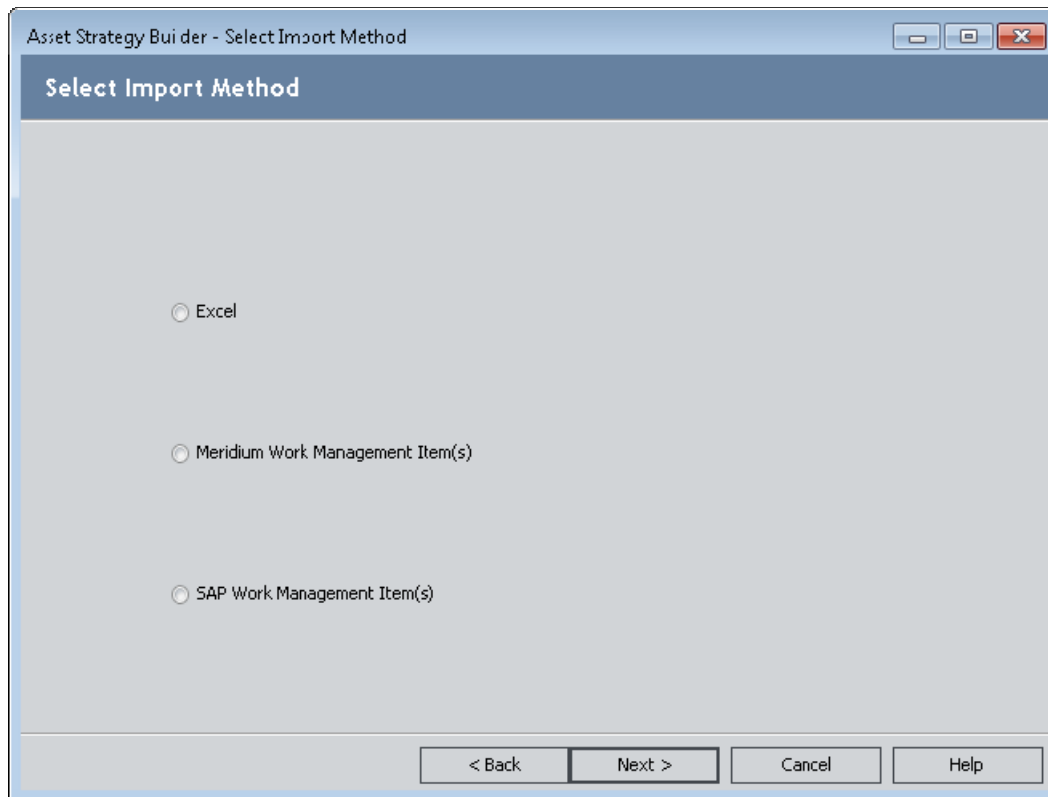 Asset Strategy Builder - Select Import Method
Select Import Method
Excel
Meridium Work Management Item(s)
SAP Work Management Item(s)
< Back Next > Cancel Help